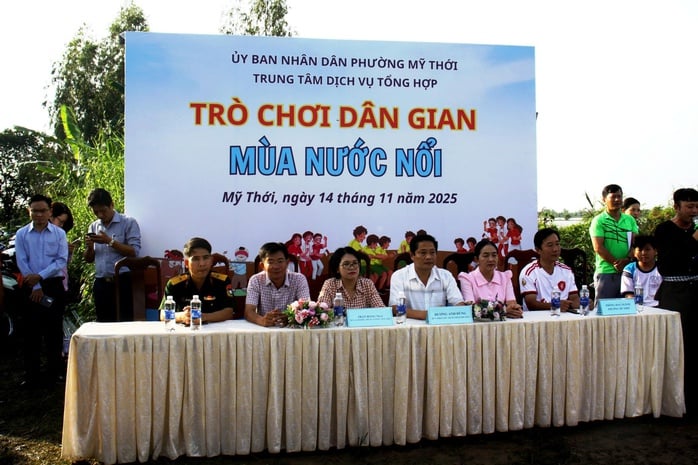 ỦY BAN NHÂN DÂN PHƯỜNG MỸ THỚI
TRUNG TÂM DỊCH VỤ TỔNG HỢP
TRÒ CHƠI DÂN GIAN
MÙA NƯỚC NỔI
Mỹ Thới, ngày 14 tháng 11 năm 2025